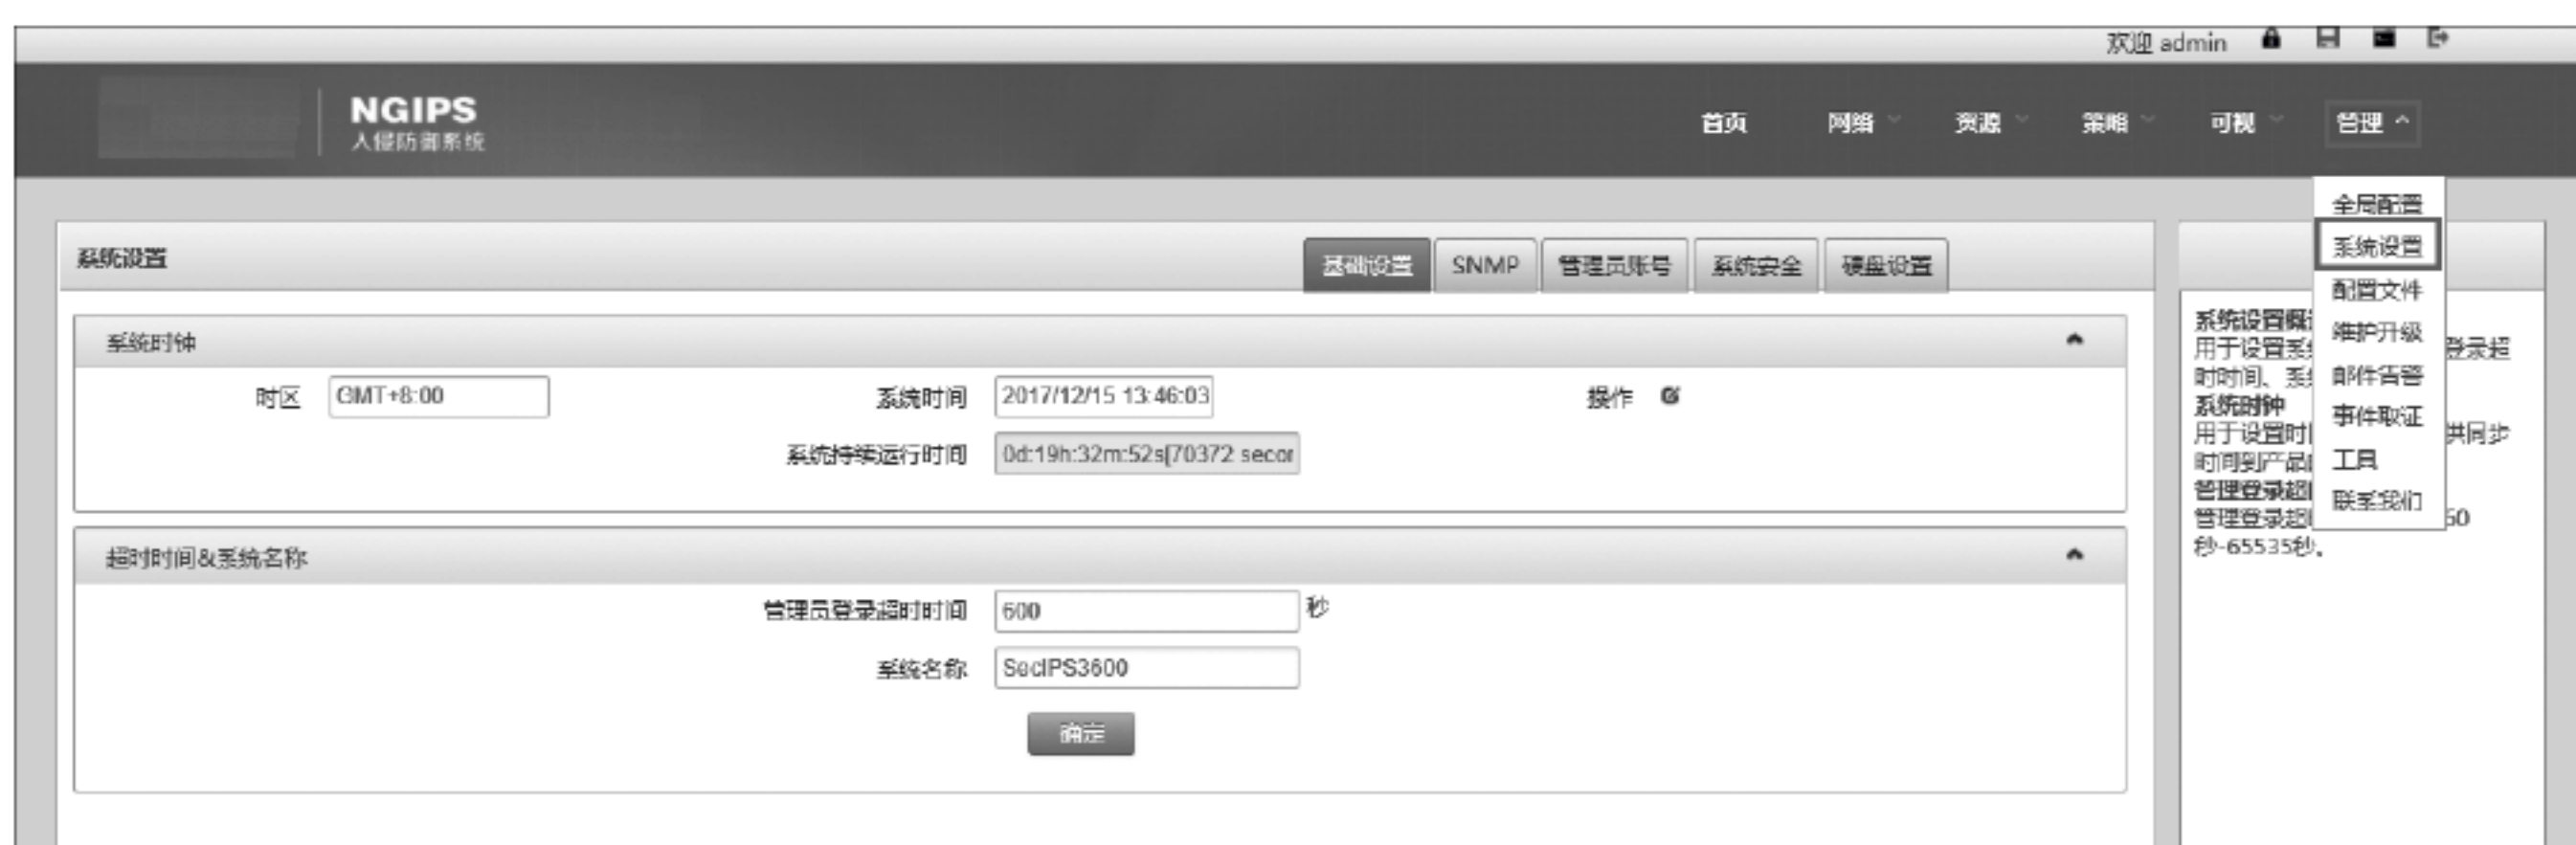 欢迎 admin
NGIPS
入侵防御系统
首页 网络 资源 策略 可视 管理
全局配置
系统设置
配置文件
维护升级
邮件告警
事件取证
工具
联系我们
系统设置 基础设置 SNMP 管理员账号 系统安全 硬盘设置
系统时钟
时区 GMT+8:00 系统时间 2017/12/15 13:46:03 操作
系统持续运行时间 0d:19h:32m:52s[70372 secor
超时时间&系统名称
管理员登录超时时间 600 秒
系统名称 SecIPS3600
确定
系统设置概
用于设置系 登录超
时时间、系
系统时钟
用于设置时 供同步
时间到产品
管理登录超
管理登录超 60
秒-65535秒。